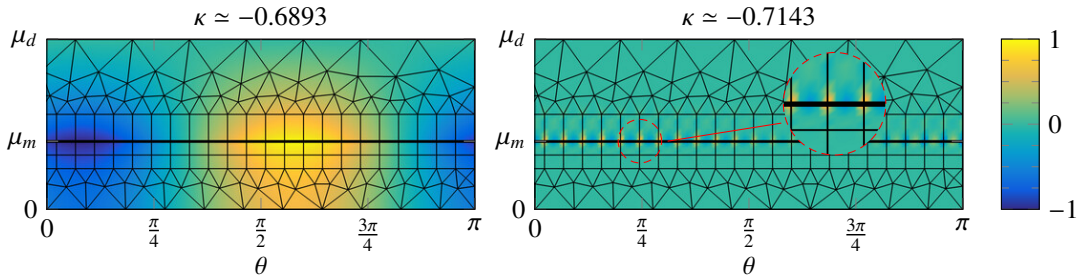 κ ≃ −0.6893
κ ≃ −0.7143
μ_d
μ_m
0
0
π/4
π/2
3π/4
π
θ
μ_d
μ_m
0
0
π/4
π/2
3π/4
π
θ
1
0
−1